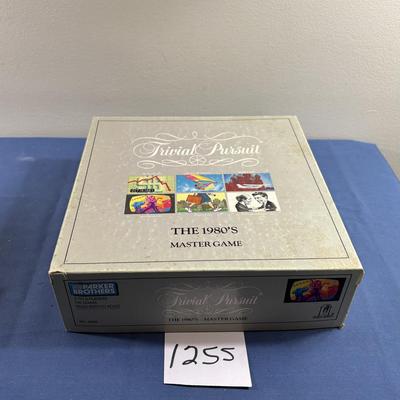 Trivial Pursuit
THE 1980'S
MASTER GAME
PARKER BROTHERS
Trivial Pursuit
THE 1980'S - MASTER GAME
1255